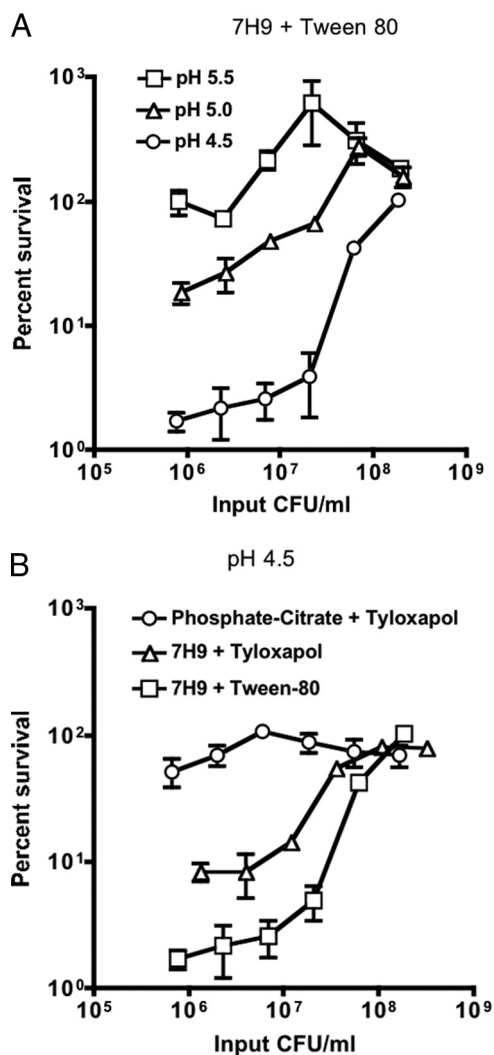 A
7H9 + Tween 80
10³
10²
10¹
10⁰
Percent survival
pH 5.5
pH 5.0
pH 4.5
10⁵ 10⁶ 10⁷ 10⁸ 10⁹
Input CFU/ml
B
pH 4.5
10³
10²
10¹
10⁰
Percent survival
Phosphate-Citrate + Tyloxapol
7H9 + Tyloxapol
7H9 + Tween-80
10⁵ 10⁶ 10⁷ 10⁸ 10⁹
Input CFU/ml